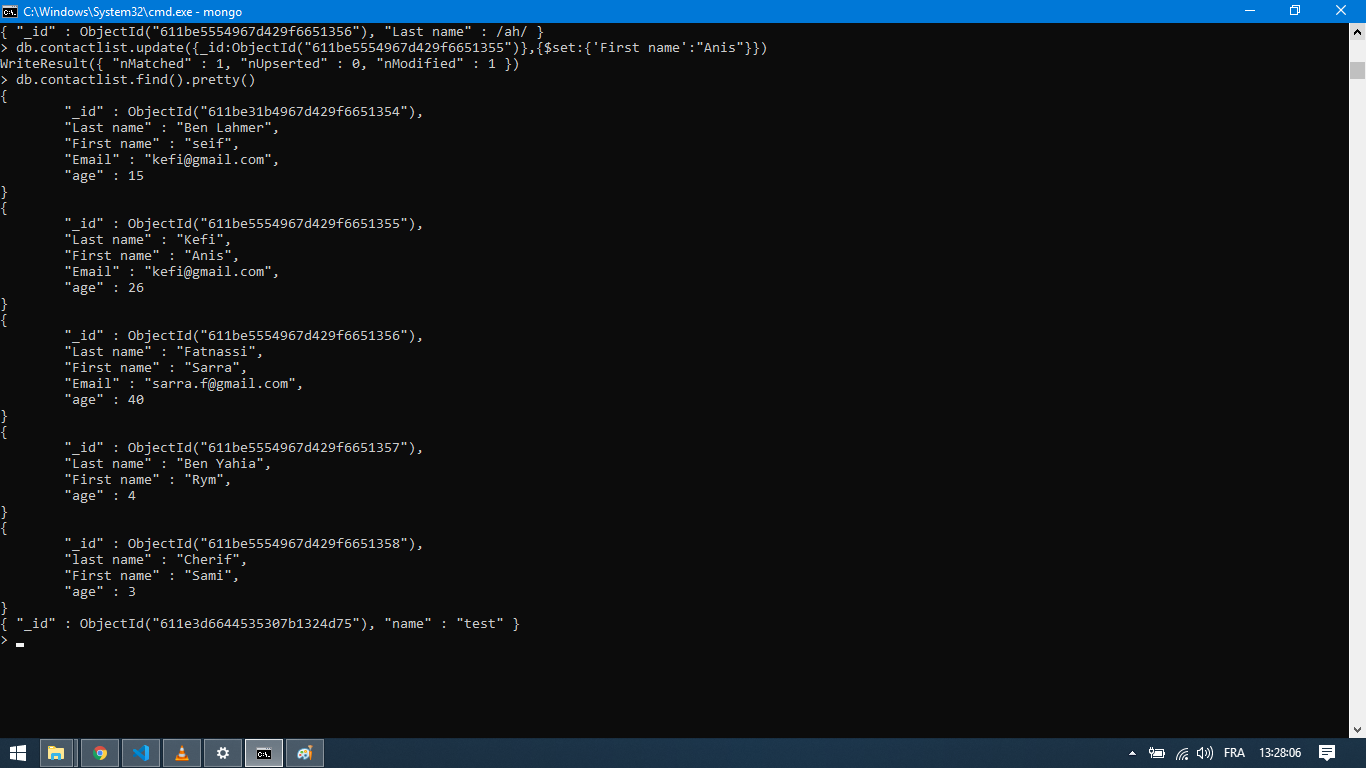 C:\Windows\System32\cmd.exe - mongo
{ "_id" : ObjectId("611be5554967d429f6651356"), "Last name" : /ah/ }
> db.contactlist.update({_id:ObjectId("611be5554967d429f6651355")},{$set:{'First name':"Anis"}})
WriteResult({ "nMatched" : 1, "nUpserted" : 0, "nModified" : 1 })
> db.contactlist.find().pretty()
{
        "_id" : ObjectId("611be31b4967d429f6651354"),
        "Last name" : "Ben Lahmer",
        "First name" : "seif",
        "Email" : "kefi@gmail.com",
        "age" : 15
}
{
        "_id" : ObjectId("611be5554967d429f6651355"),
        "Last name" : "Kefi",
        "First name" : "Anis",
        "Email" : "kefi@gmail.com",
        "age" : 26
}
{
        "_id" : ObjectId("611be5554967d429f6651356"),
        "Last name" : "Fatnassi",
        "First name" : "Sarra",
        "Email" : "sarra.f@gmail.com",
        "age" : 40
}
{
        "_id" : ObjectId("611be5554967d429f6651357"),
        "Last name" : "Ben Yahia",
        "First name" : "Rym",
        "age" : 4
}
{
        "_id" : ObjectId("611be5554967d429f6651358"),
        "last name" : "Cherif",
        "First name" : "Sami",
        "age" : 3
}
{ "_id" : ObjectId("611e3d6644535307b1324d75"), "name" : "test" }
>
FRA 13:28:06